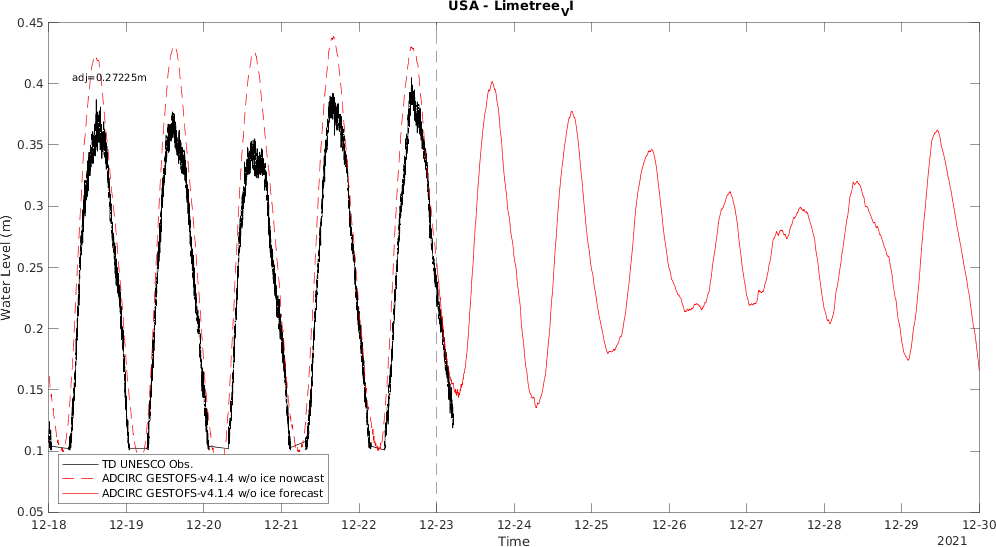 USA - Limetree_VI
0.45
0.4
0.35
0.3
0.25
0.2
0.15
0.1
0.05
Water Level (m)
adj=0.27225m
TD UNESCO Obs.
ADCIRC GESTOFS-v4.1.4 w/o ice nowcast
ADCIRC GESTOFS-v4.1.4 w/o ice forecast
12-18 12-19 12-20 12-21 12-22 12-23 12-24 12-25 12-26 12-27 12-28 12-29 12-30
Time
2021